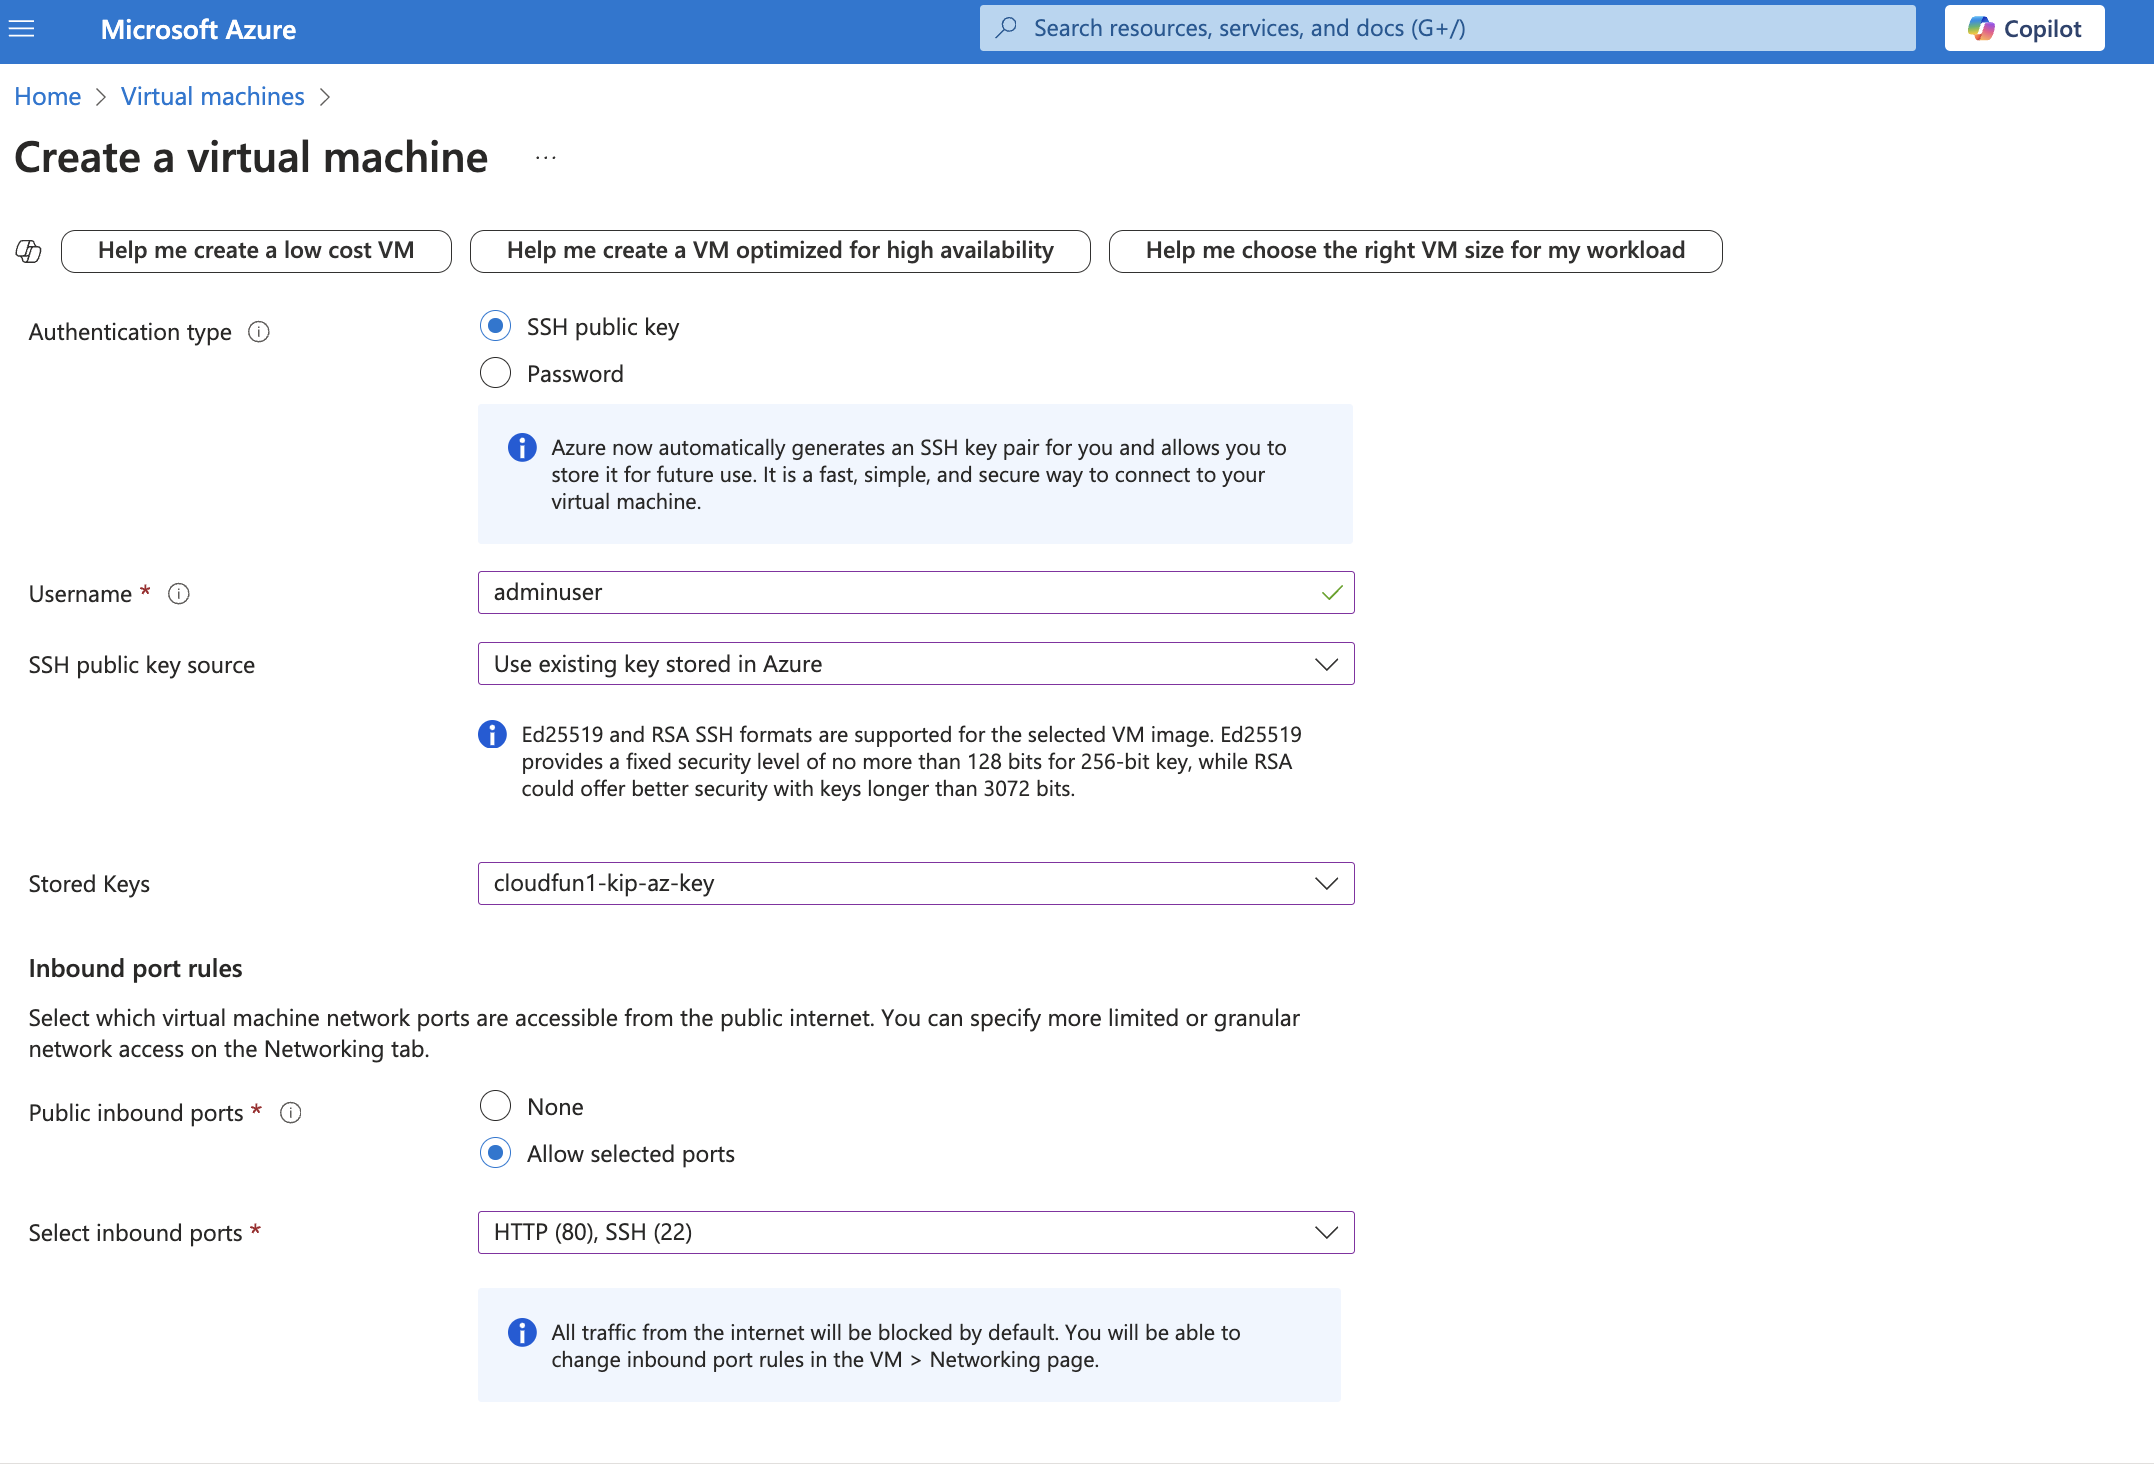 Microsoft Azure
Search resources, services, and docs (G+/)
Copilot
Home > Virtual machines >
Create a virtual machine ...
Help me create a low cost VM
Help me create a VM optimized for high availability
Help me choose the right VM size for my workload
Authentication type
SSH public key
Password
Azure now automatically generates an SSH key pair for you and allows you to
store it for future use. It is a fast, simple, and secure way to connect to your
virtual machine.
Username *
adminuser
SSH public key source
Use existing key stored in Azure
Ed25519 and RSA SSH formats are supported for the selected VM image. Ed25519
provides a fixed security level of no more than 128 bits for 256-bit key, while RSA
could offer better security with keys longer than 3072 bits.
Stored Keys
cloudfun1-kip-az-key
Inbound port rules
Select which virtual machine network ports are accessible from the public internet. You can specify more limited or granular
network access on the Networking tab.
Public inbound ports *
None
Allow selected ports
Select inbound ports *
HTTP (80), SSH (22)
All traffic from the internet will be blocked by default. You will be able to
change inbound port rules in the VM > Networking page.